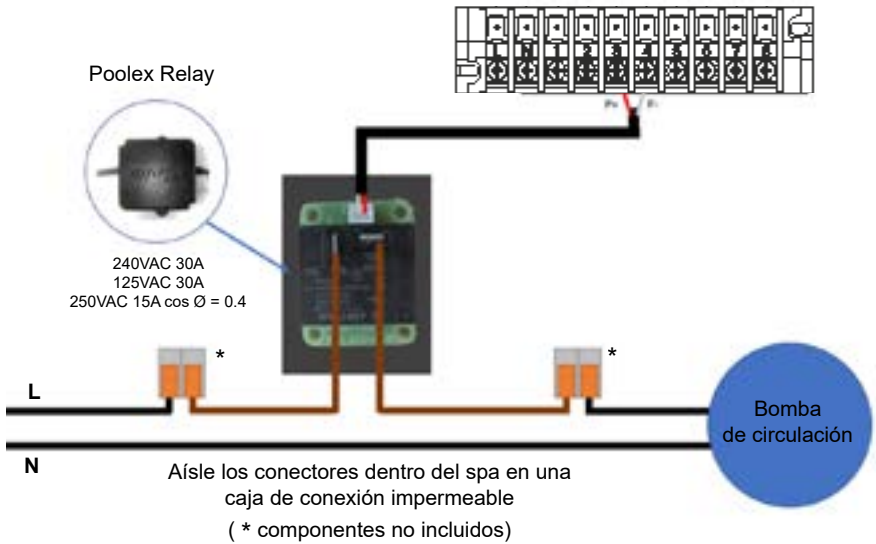 L N 1 2 3 4 5 6 7 8
P+ P-
Poolex Relay
240VAC 30A
125VAC 30A
250VAC 15A cos Ø = 0.4
*
*
L
Bomba
de circulación
N
Aísle los conectores dentro del spa en una
caja de conexión impermeable
( * componentes no incluidos)